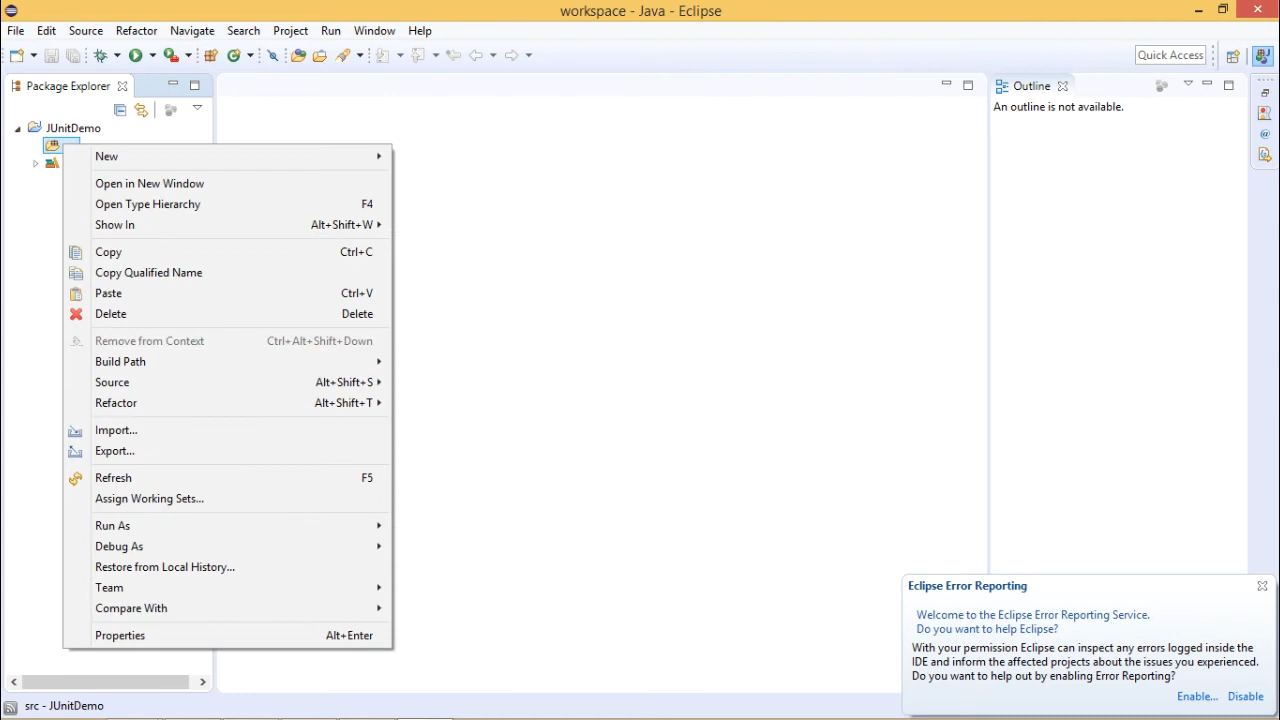 workspace - Java - Eclipse
File Edit Source Refactor Navigate Search Project Run Window Help
Quick Access
Package Explorer
JUnitDemo
New
Open in New Window
Open Type Hierarchy F4
Show In Alt+Shift+W
Copy Ctrl+C
Copy Qualified Name
Paste Ctrl+V
Delete Delete
Remove from Context Ctrl+Alt+Shift+Down
Build Path
Source Alt+Shift+S
Refactor Alt+Shift+T
Import...
Export...
Refresh F5
Assign Working Sets...
Run As
Debug As
Restore from Local History...
Team
Compare With
Properties Alt+Enter
Outline
An outline is not available.
Eclipse Error Reporting
Welcome to the Eclipse Error Reporting Service.
Do you want to help Eclipse?
With your permission Eclipse can inspect any errors logged inside the
IDE and inform the affected projects about the issues you experienced.
Do you want to help out by enabling Error Reporting?
Enable... Disable
src - JUnitDemo